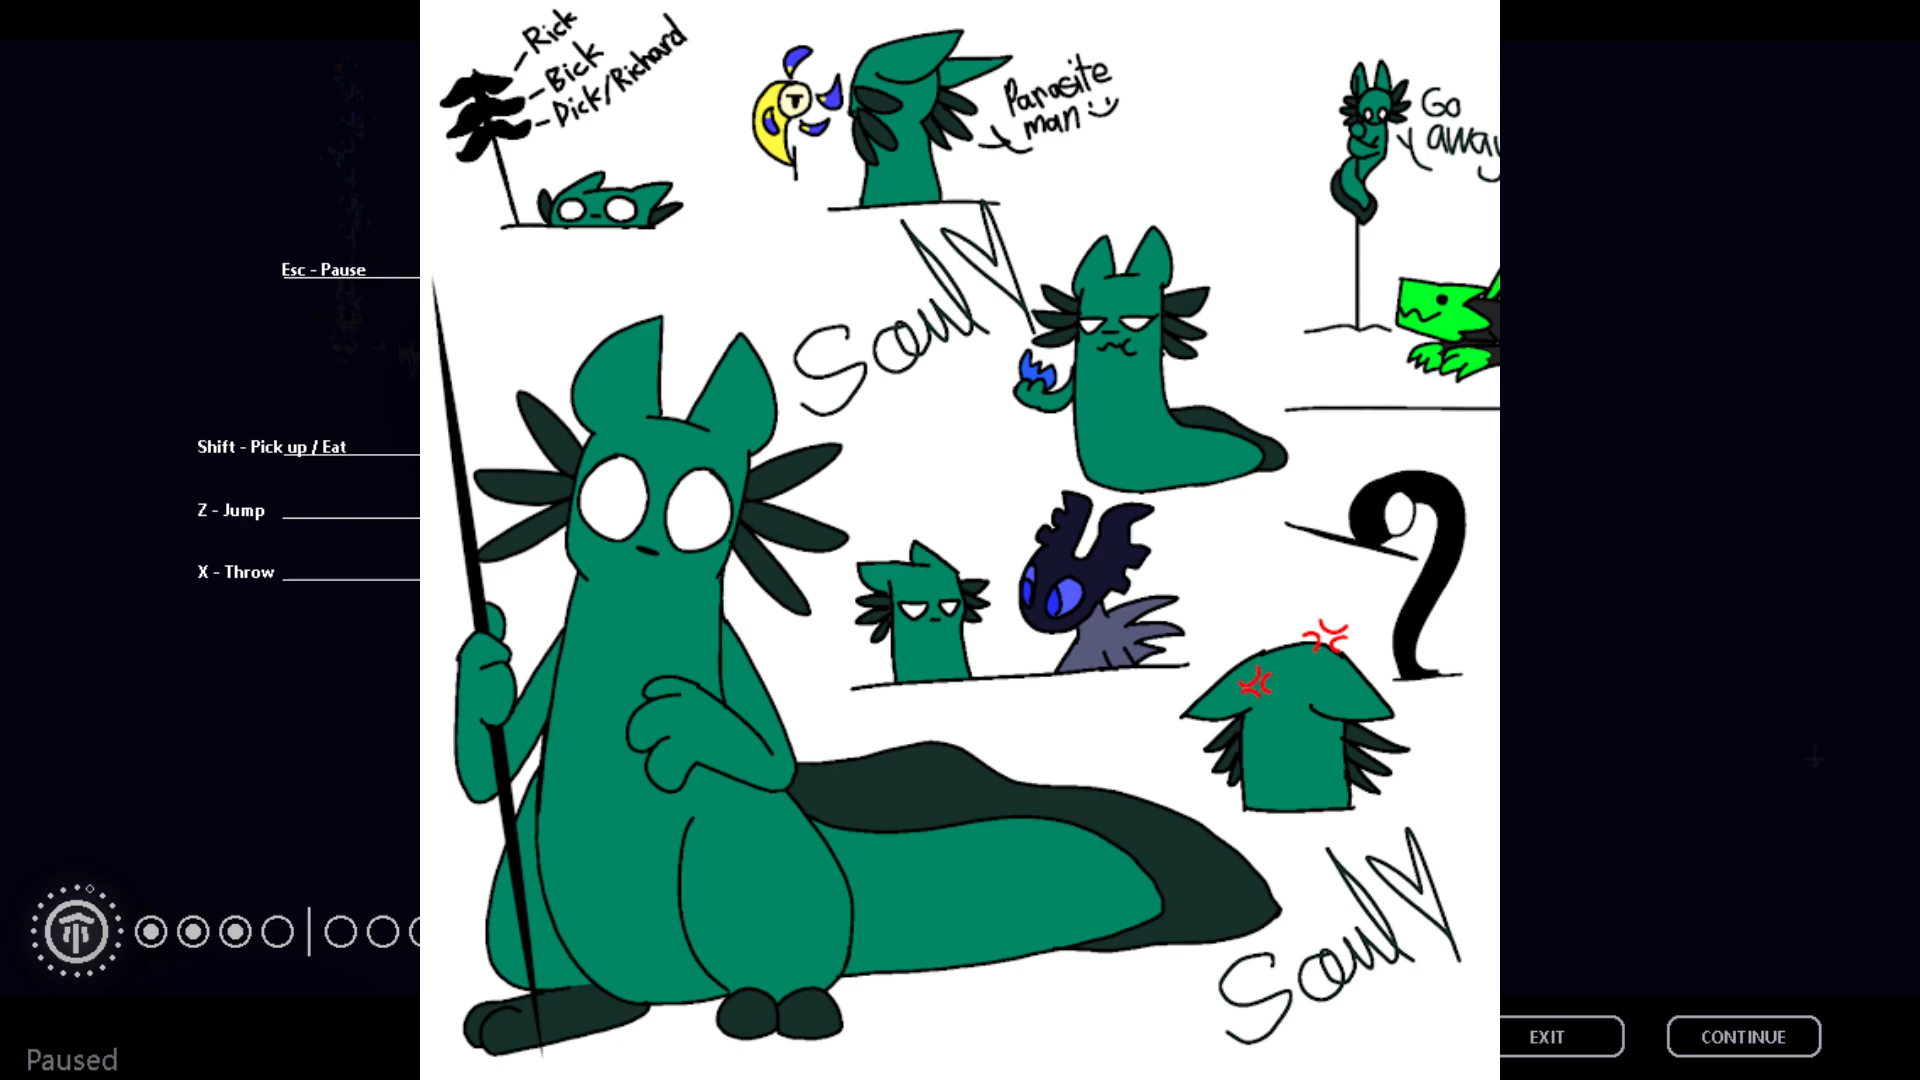 Rick
Bick
Dick/Richard
Parasite
man :)
Go
away
Esc - Pause
Soul
Shift - Pick up / Eat
Z - Jump
X - Throw
Soul
Paused
EXIT
CONTINUE